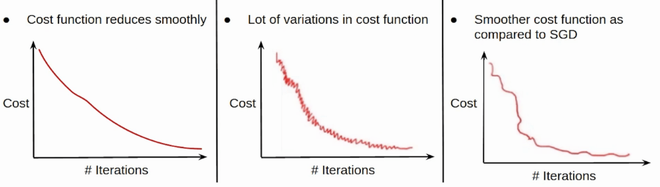 ● Cost function reduces smoothly
Cost
# Iterations
● Lot of variations in cost function
Cost
# Iterations
● Smoother cost function as
compared to SGD
Cost
# Iterations